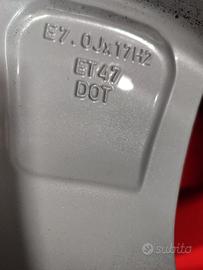 E7.0Jx17H2
ET47
DOT
subito